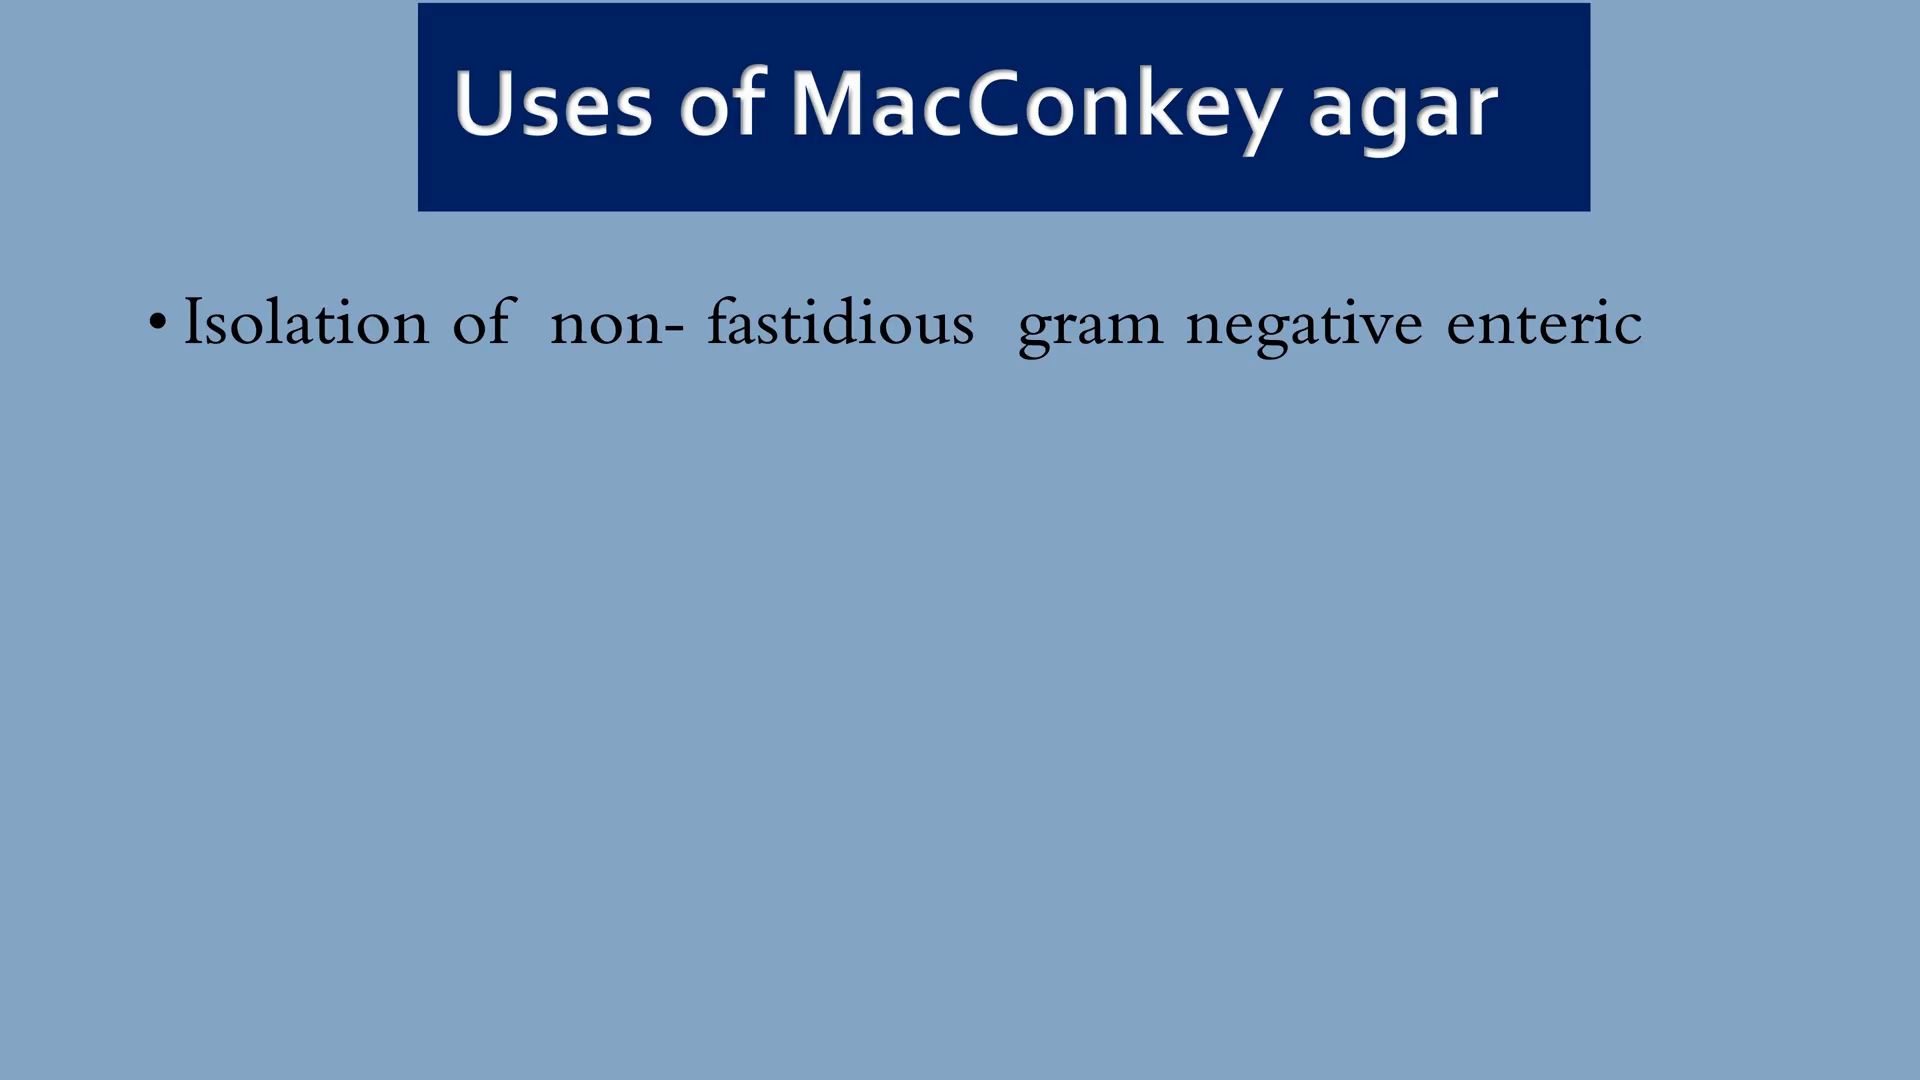 Uses of MacConkey agar
• Isolation of non- fastidious gram negative enteric